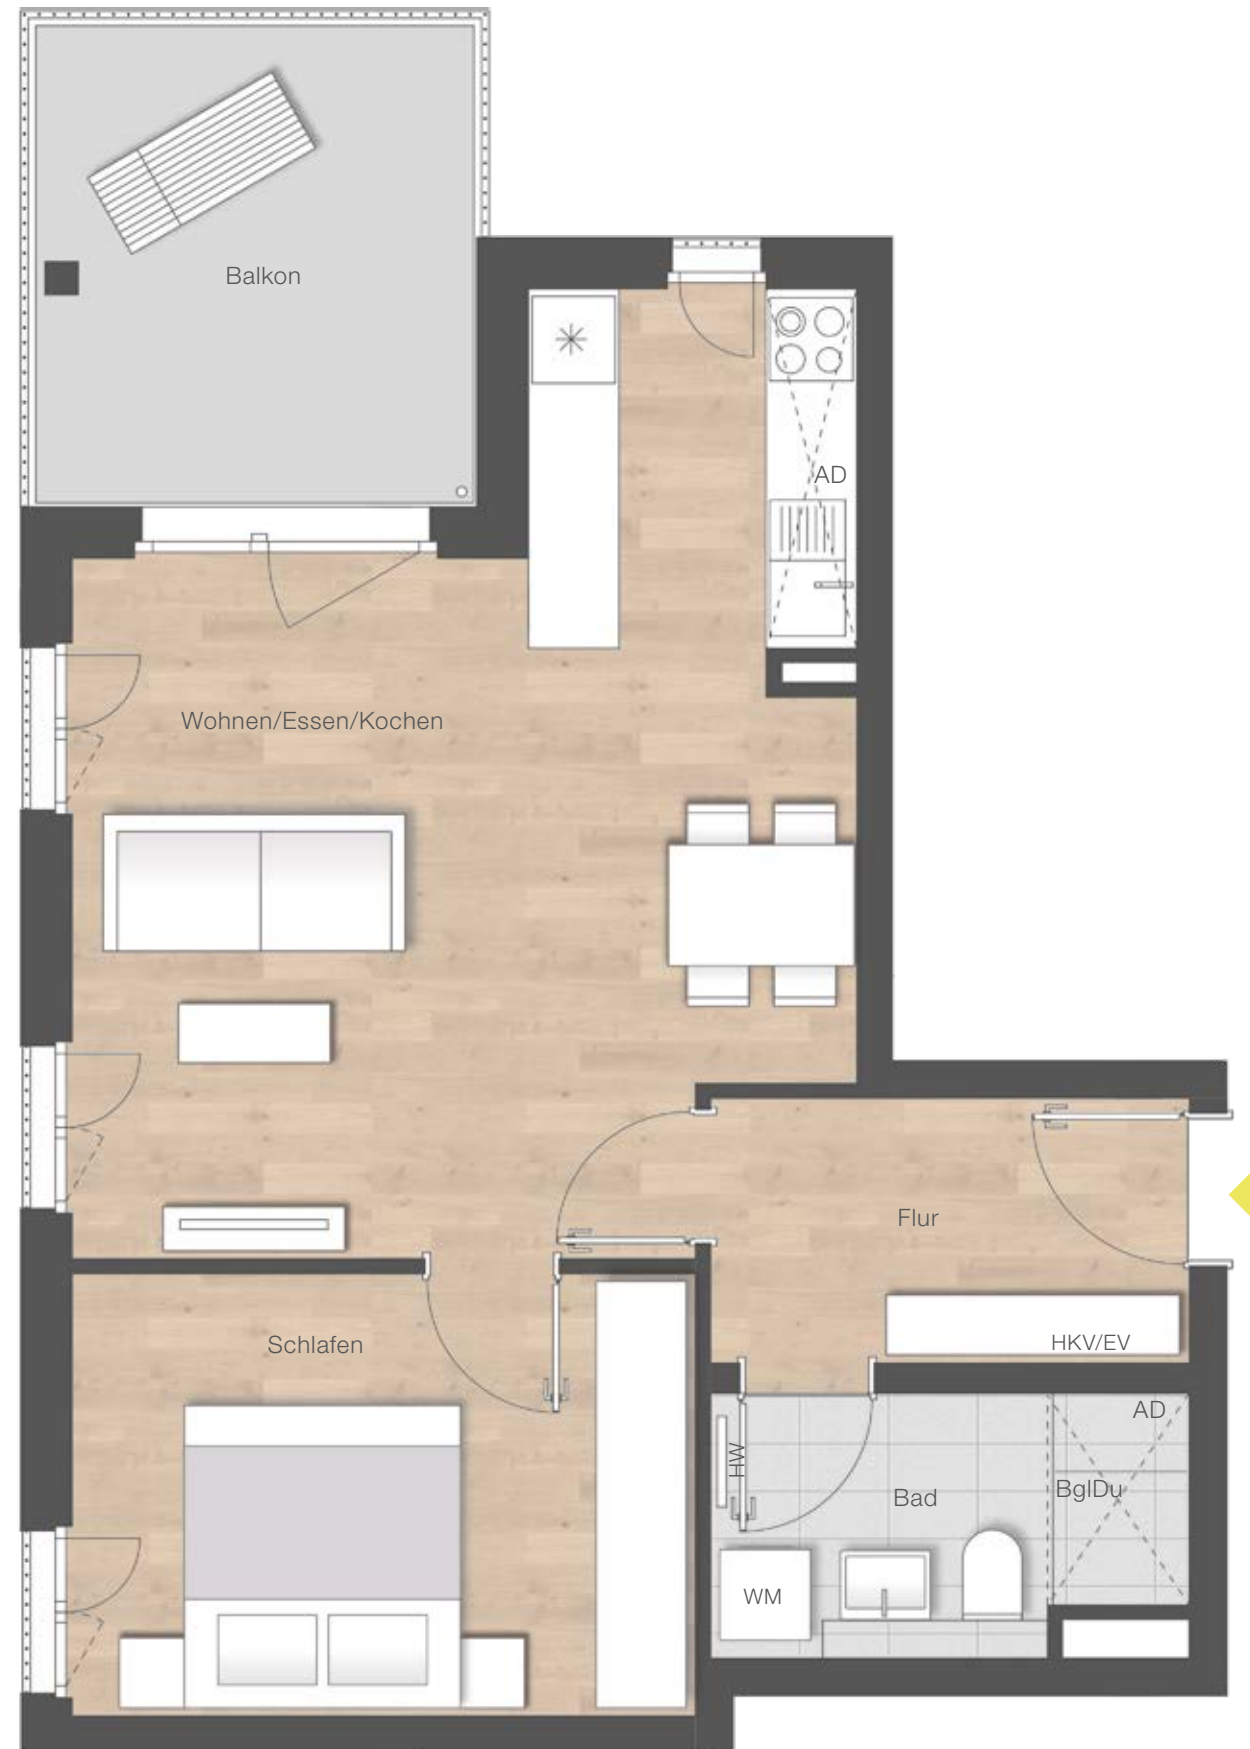 Balkon
AD
Wohnen/Essen/Kochen
Flur
HKV/EV
Schlafen
AD
HW
BglDu
Bad
WM